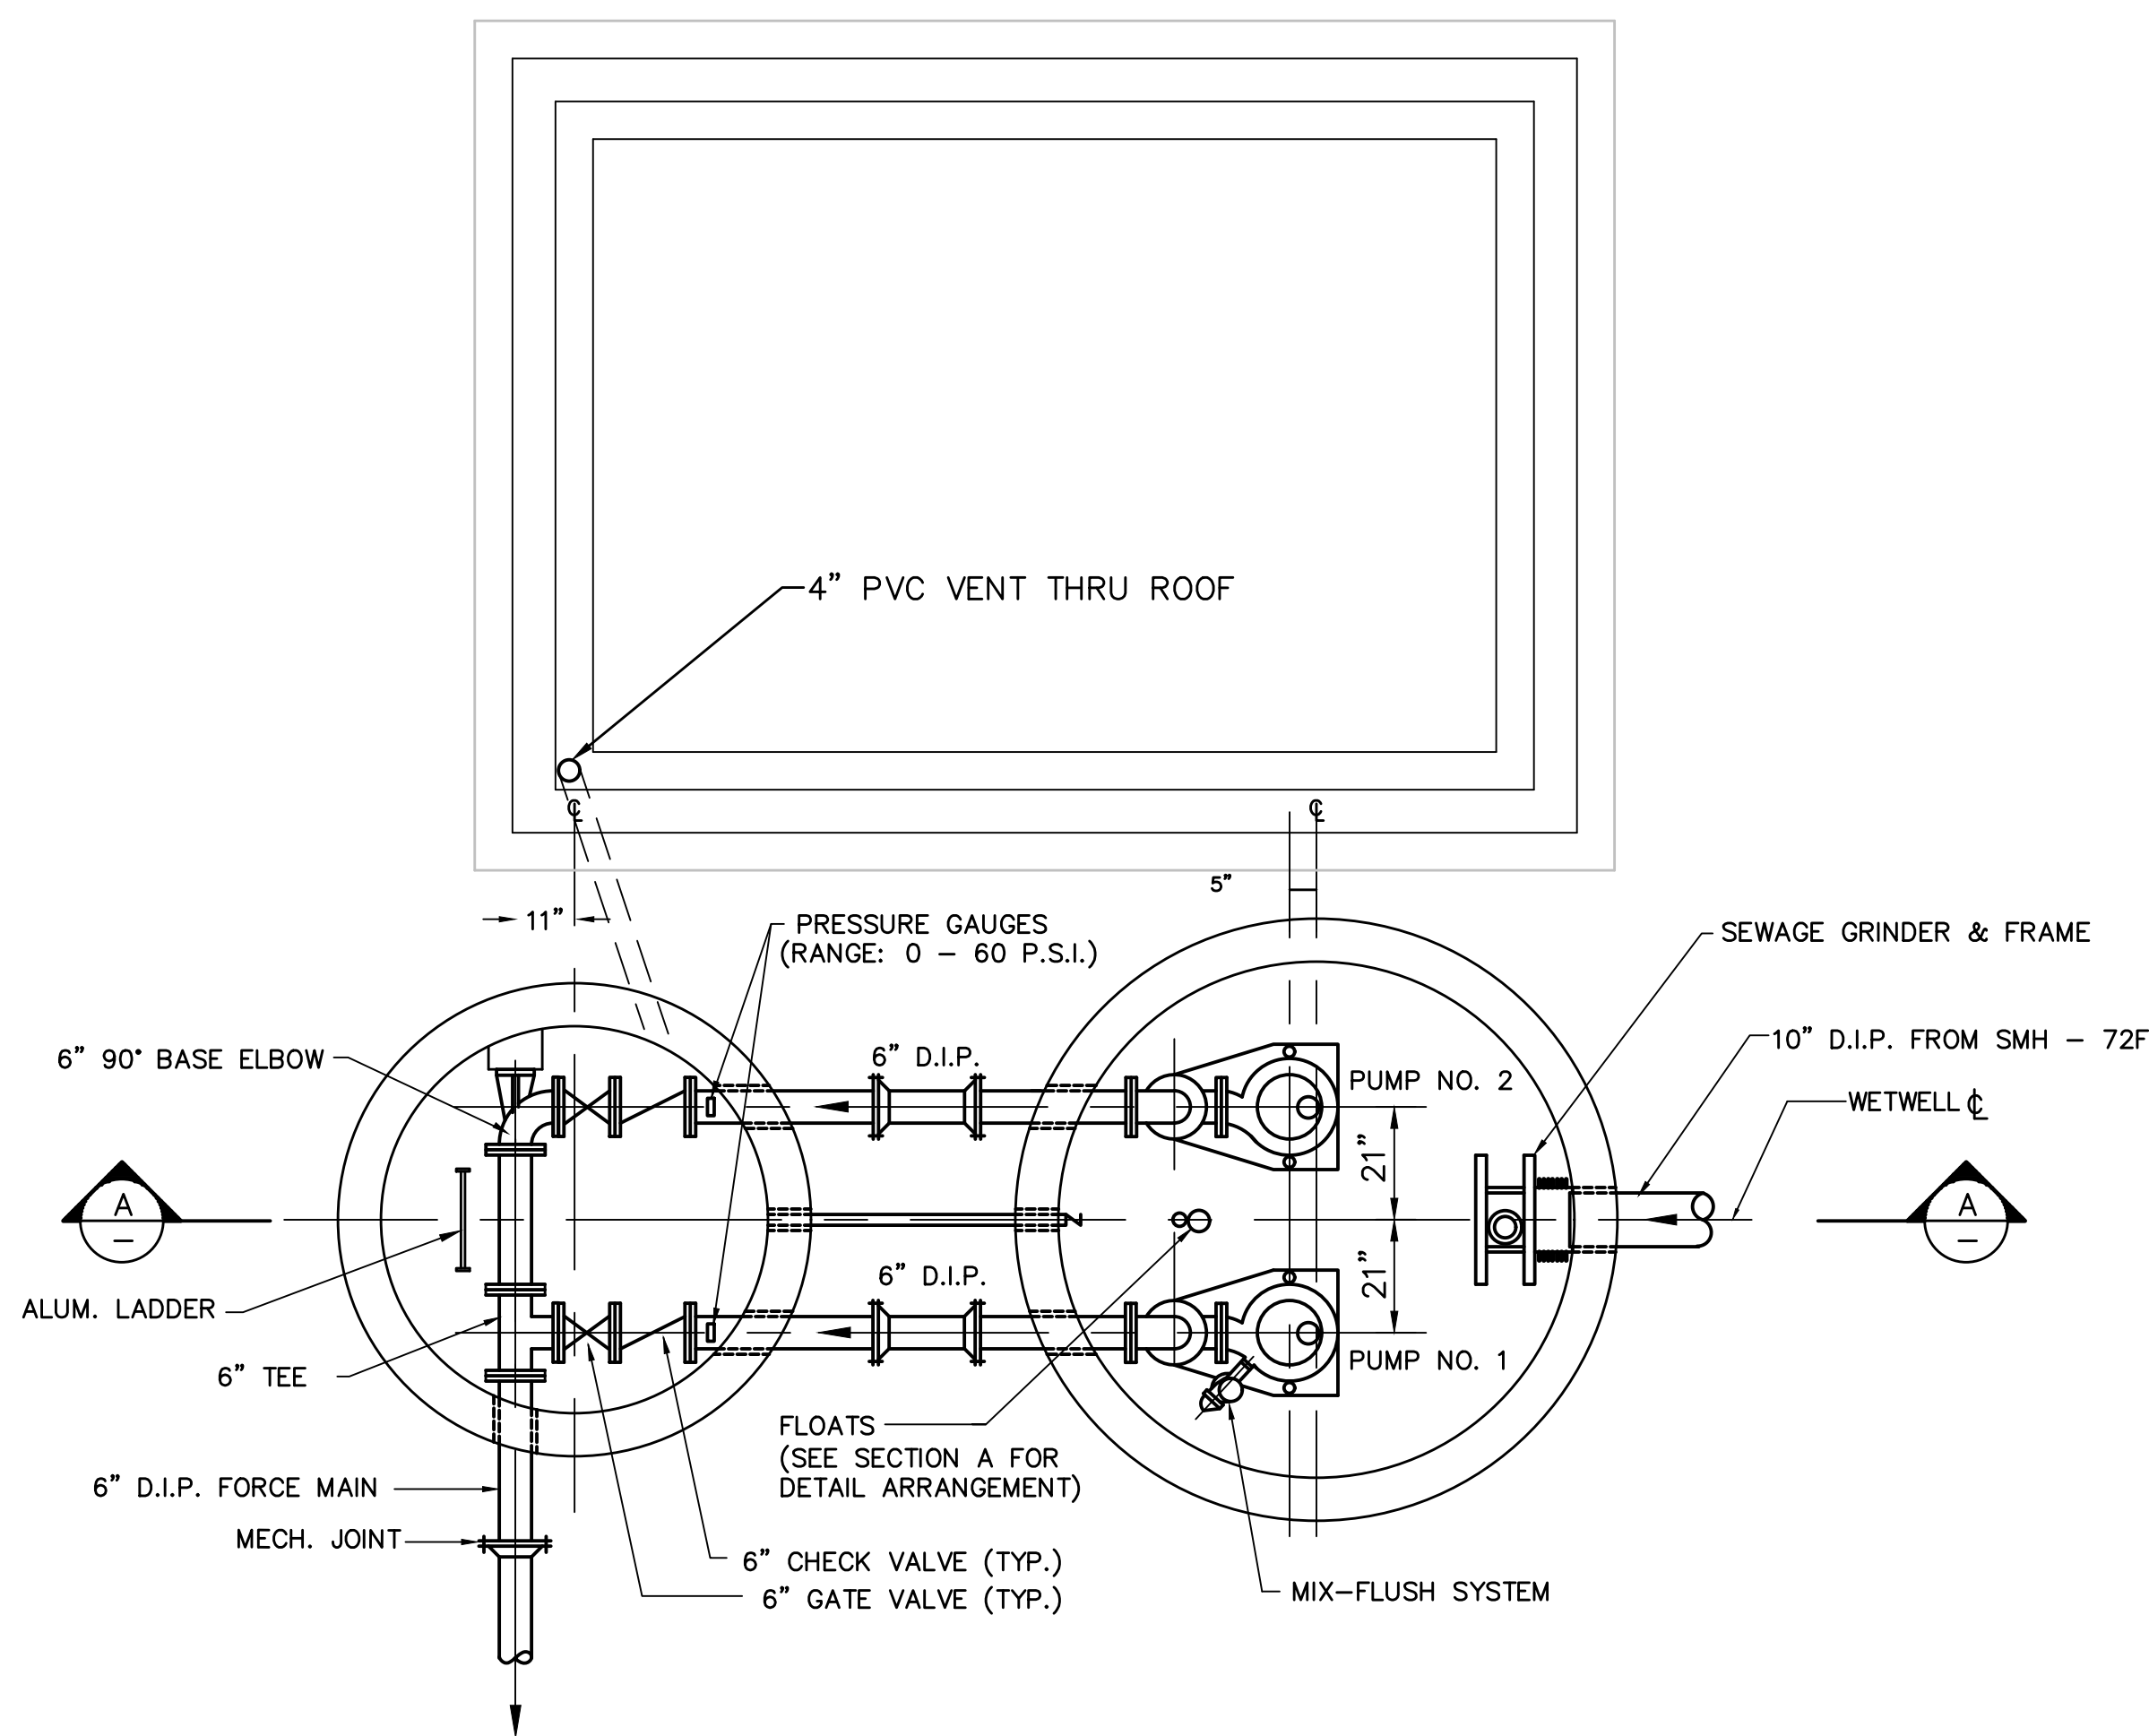 4” PVC VENT THRU ROOF
℄
℄
5”
11”
PRESSURE GAUGES
(RANGE: 0 – 60 P.S.I.)
SEWAGE GRINDER & FRAME
6” 90° BASE ELBOW
6” D.I.P.
10” D.I.P. FROM SMH – 72F
PUMP NO. 2
WETWELL ℄
21”
A
–
A
–
21”
6” D.I.P.
ALUM. LADDER
6” TEE
PUMP NO. 1
FLOATS
(SEE SECTION A FOR
DETAIL ARRANGEMENT)
6” D.I.P. FORCE MAIN
MECH. JOINT
6” CHECK VALVE (TYP.)
6” GATE VALVE (TYP.)
MIX–FLUSH SYSTEM